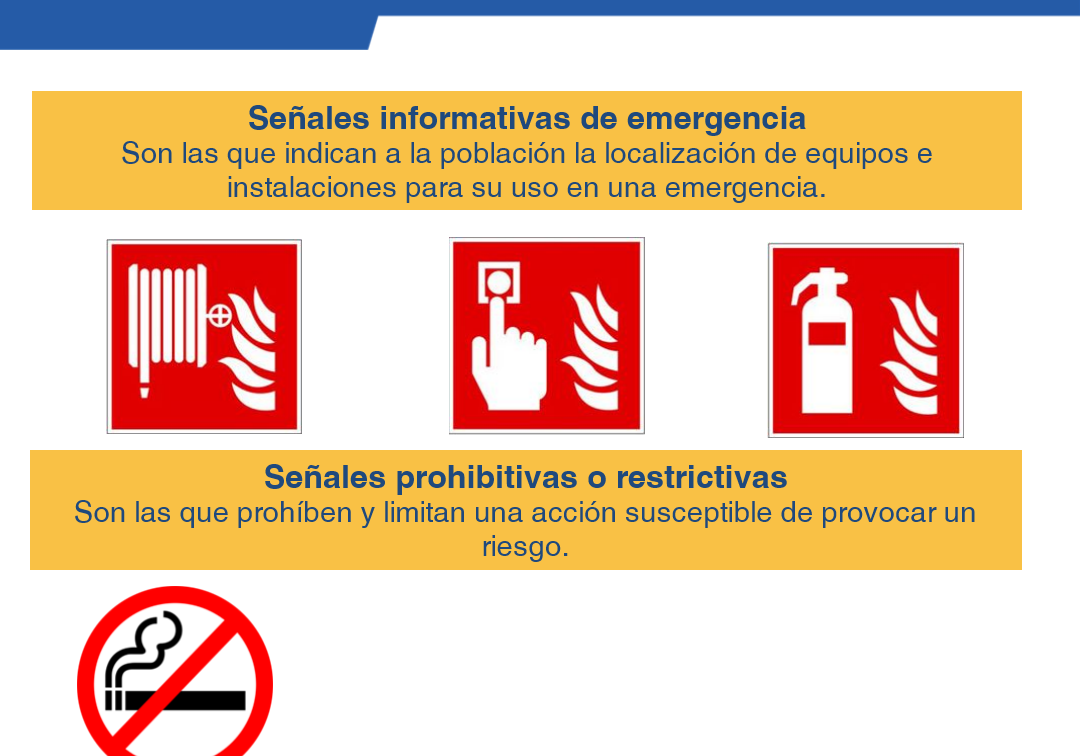 Señales informativas de emergencia
Son las que indican a la población la localización de equipos e
instalaciones para su uso en una emergencia.
Señales prohibitivas o restrictivas
Son las que prohíben y limitan una acción susceptible de provocar un
riesgo.